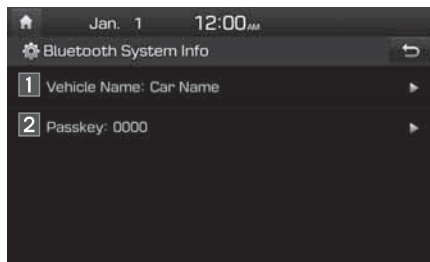 Jan. 1 12:00AM
Bluetooth System Info
1 Vehicle Name: Car Name
2 Passkey: 0000